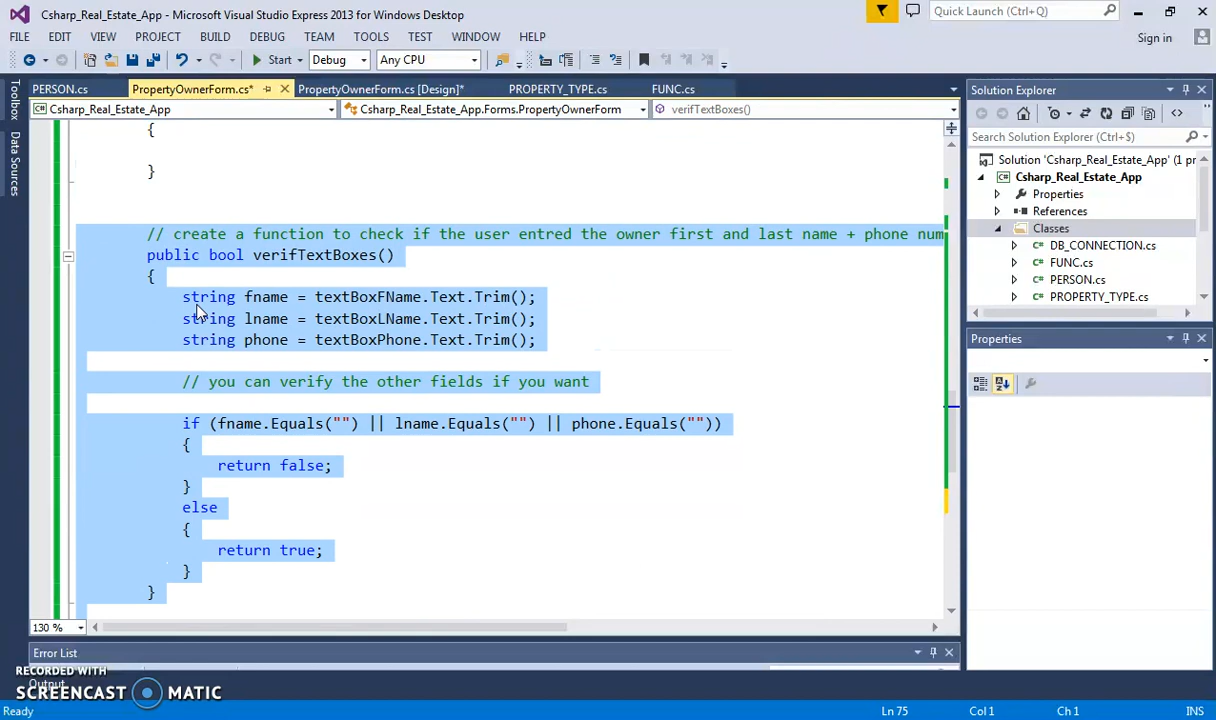 Csharp_Real_Estate_App - Microsoft Visual Studio Express 2013 for Windows Desktop
Quick Launch (Ctrl+Q)
FILE EDIT VIEW PROJECT BUILD DEBUG TEAM TOOLS TEST WINDOW HELP
Sign in
Start Debug Any CPU
PERSON.cs PropertyOwnerForm.cs* PropertyOwnerForm.cs [Design]* PROPERTY_TYPE.cs FUNC.cs
Csharp_Real_Estate_App Csharp_Real_Estate_App.Forms.PropertyOwnerForm verifTextBoxes()
Toolbox
Data Sources
{
}
// create a function to check if the user entred the owner first and last name + phone num
public bool verifTextBoxes()
{
string fname = textBoxFName.Text.Trim();
string lname = textBoxLName.Text.Trim();
string phone = textBoxPhone.Text.Trim();
// you can verify the other fields if you want
if (fname.Equals("") || lname.Equals("") || phone.Equals(""))
{
return false;
}
else
{
return true;
}
}
130 %
Error List
Output
Solution Explorer
Search Solution Explorer (Ctrl+$)
Solution 'Csharp_Real_Estate_App' (1 pr
Csharp_Real_Estate_App
Properties
References
Classes
DB_CONNECTION.cs
FUNC.cs
PERSON.cs
PROPERTY_TYPE.cs
Properties
RECORDED WITH
SCREENCAST MATIC
Ready Ln 75 Col 1 Ch 1 INS